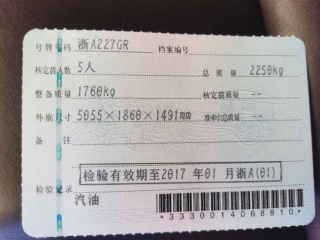 号牌号码 浙A227GR 档案编号
核定载人数 5人 总质量 2250kg
整备质量 1760kg 核定载质量 --
外廓尺寸 5055×1860×1491mm 准牵引总质量 --
备注
检验有效期至2017年01月浙A(01)
检验记录
汽油
*3330014068810*